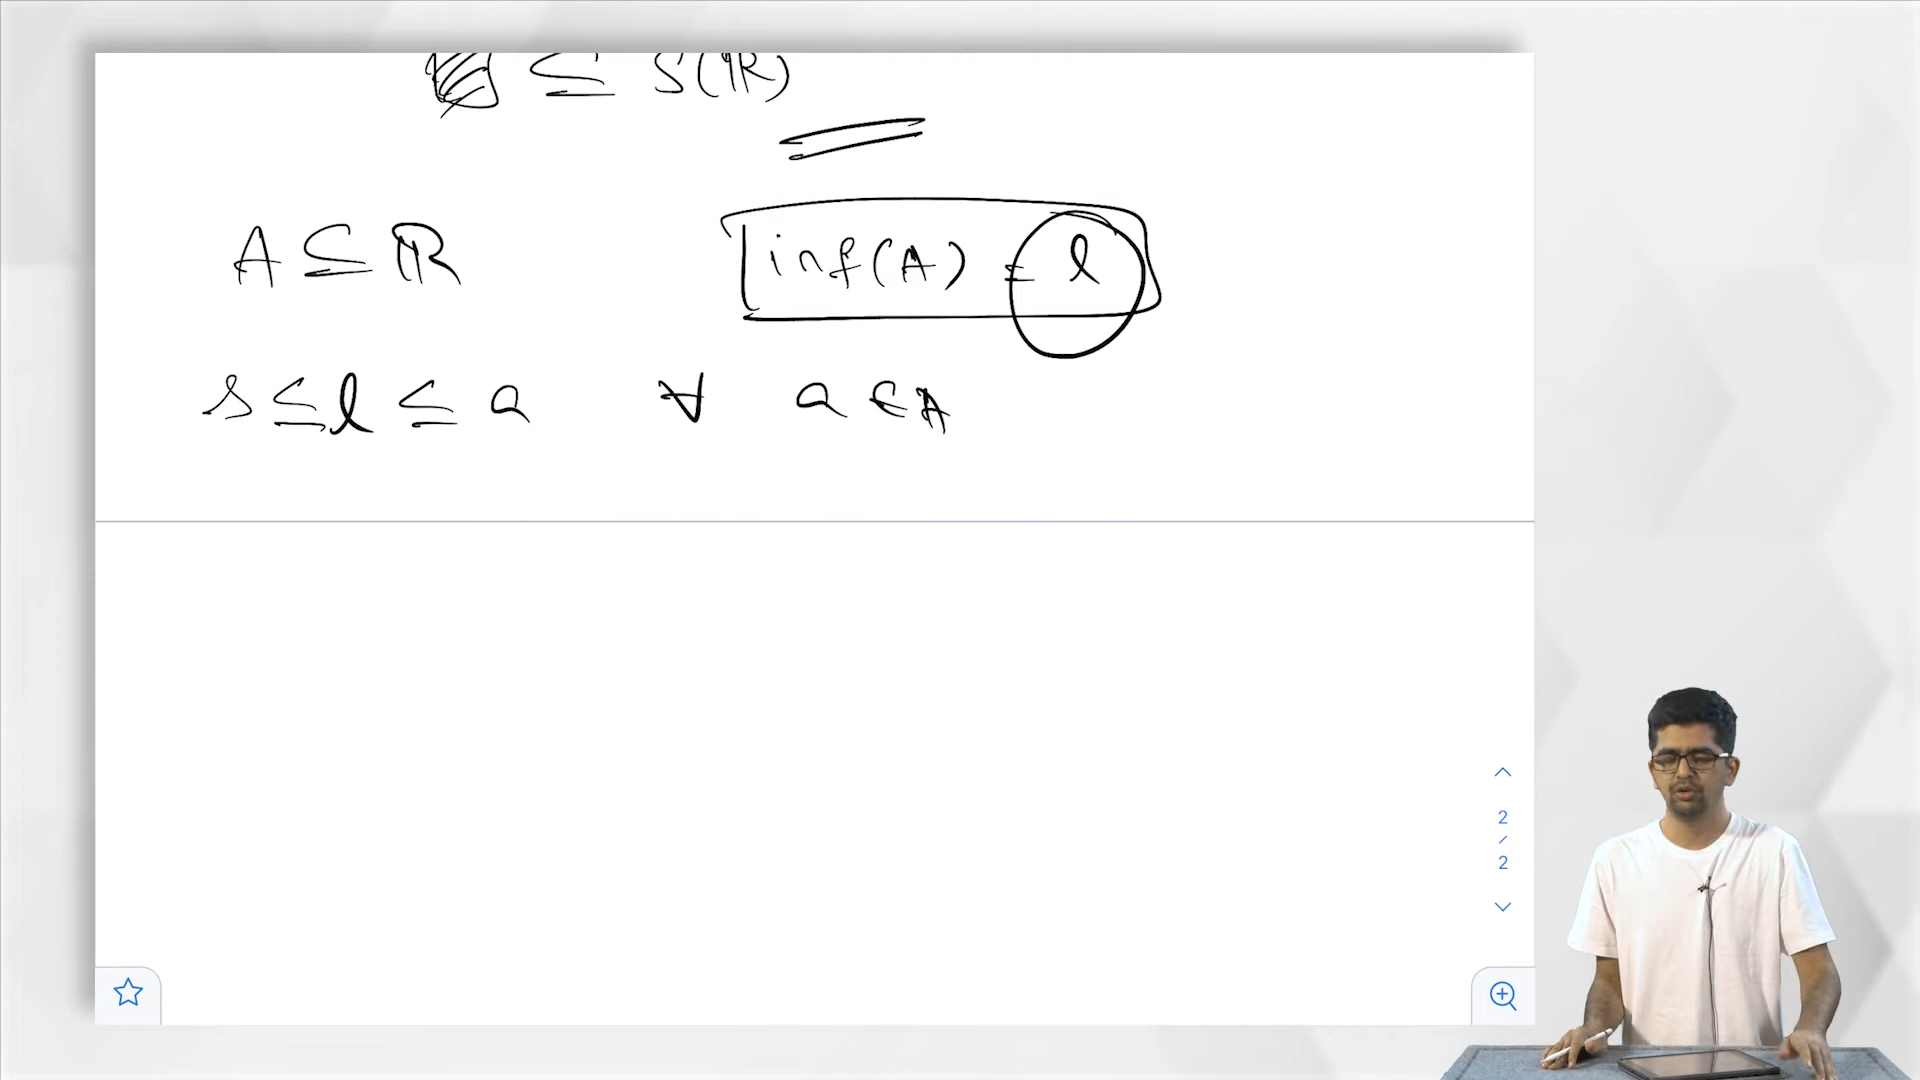 ⊆ S(ℝ)
A ⊆ ℝ inf(A) = l
s ≤ l ≤ a ∀ a ∈ A
2
/
2